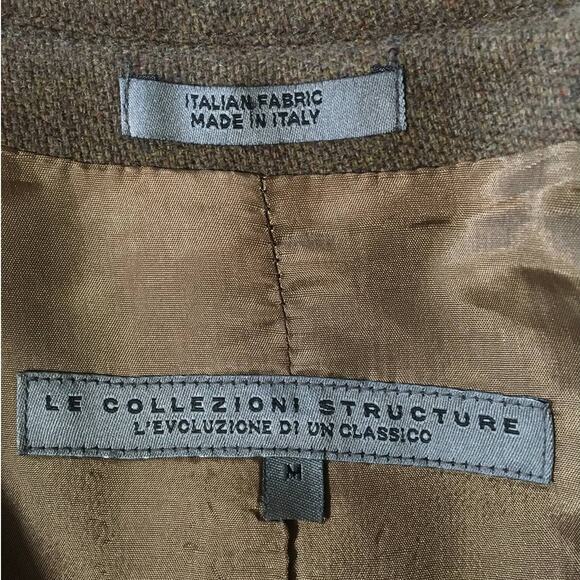 ITALIAN FABRIC
MADE IN ITALY
LE COLLEZIONI STRUCTURE
L'EVOLUZIONE DI UN CLASSICO
M